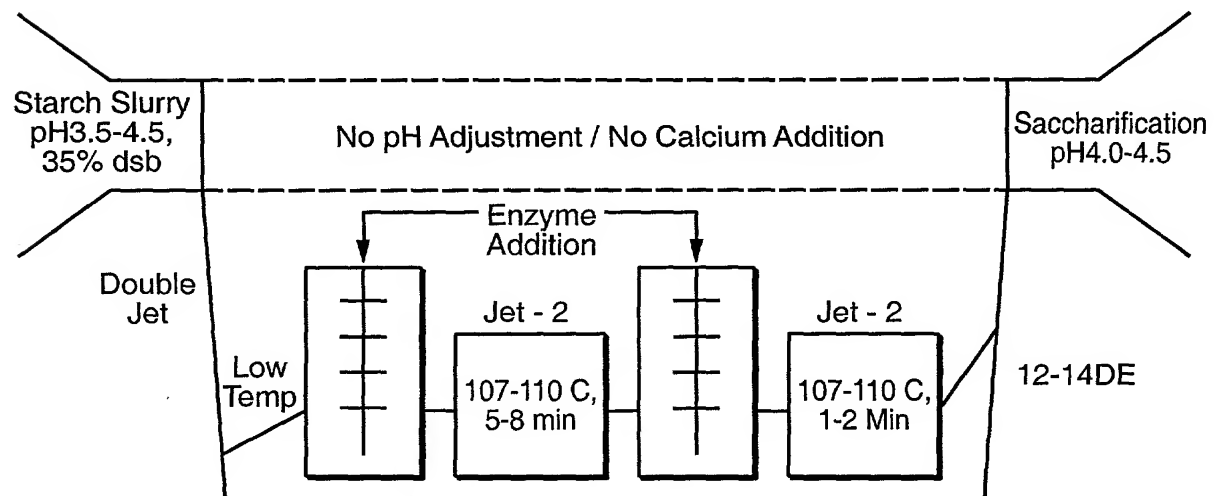 Starch Slurry
pH3.5-4.5,
35% dsb
No pH Adjustment / No Calcium Addition
Saccharification
pH4.0-4.5
Enzyme
Addition
Double
Jet
Low
Temp
Jet - 2
107-110 C,
5-8 min
Jet - 2
107-110 C,
1-2 Min
12-14DE